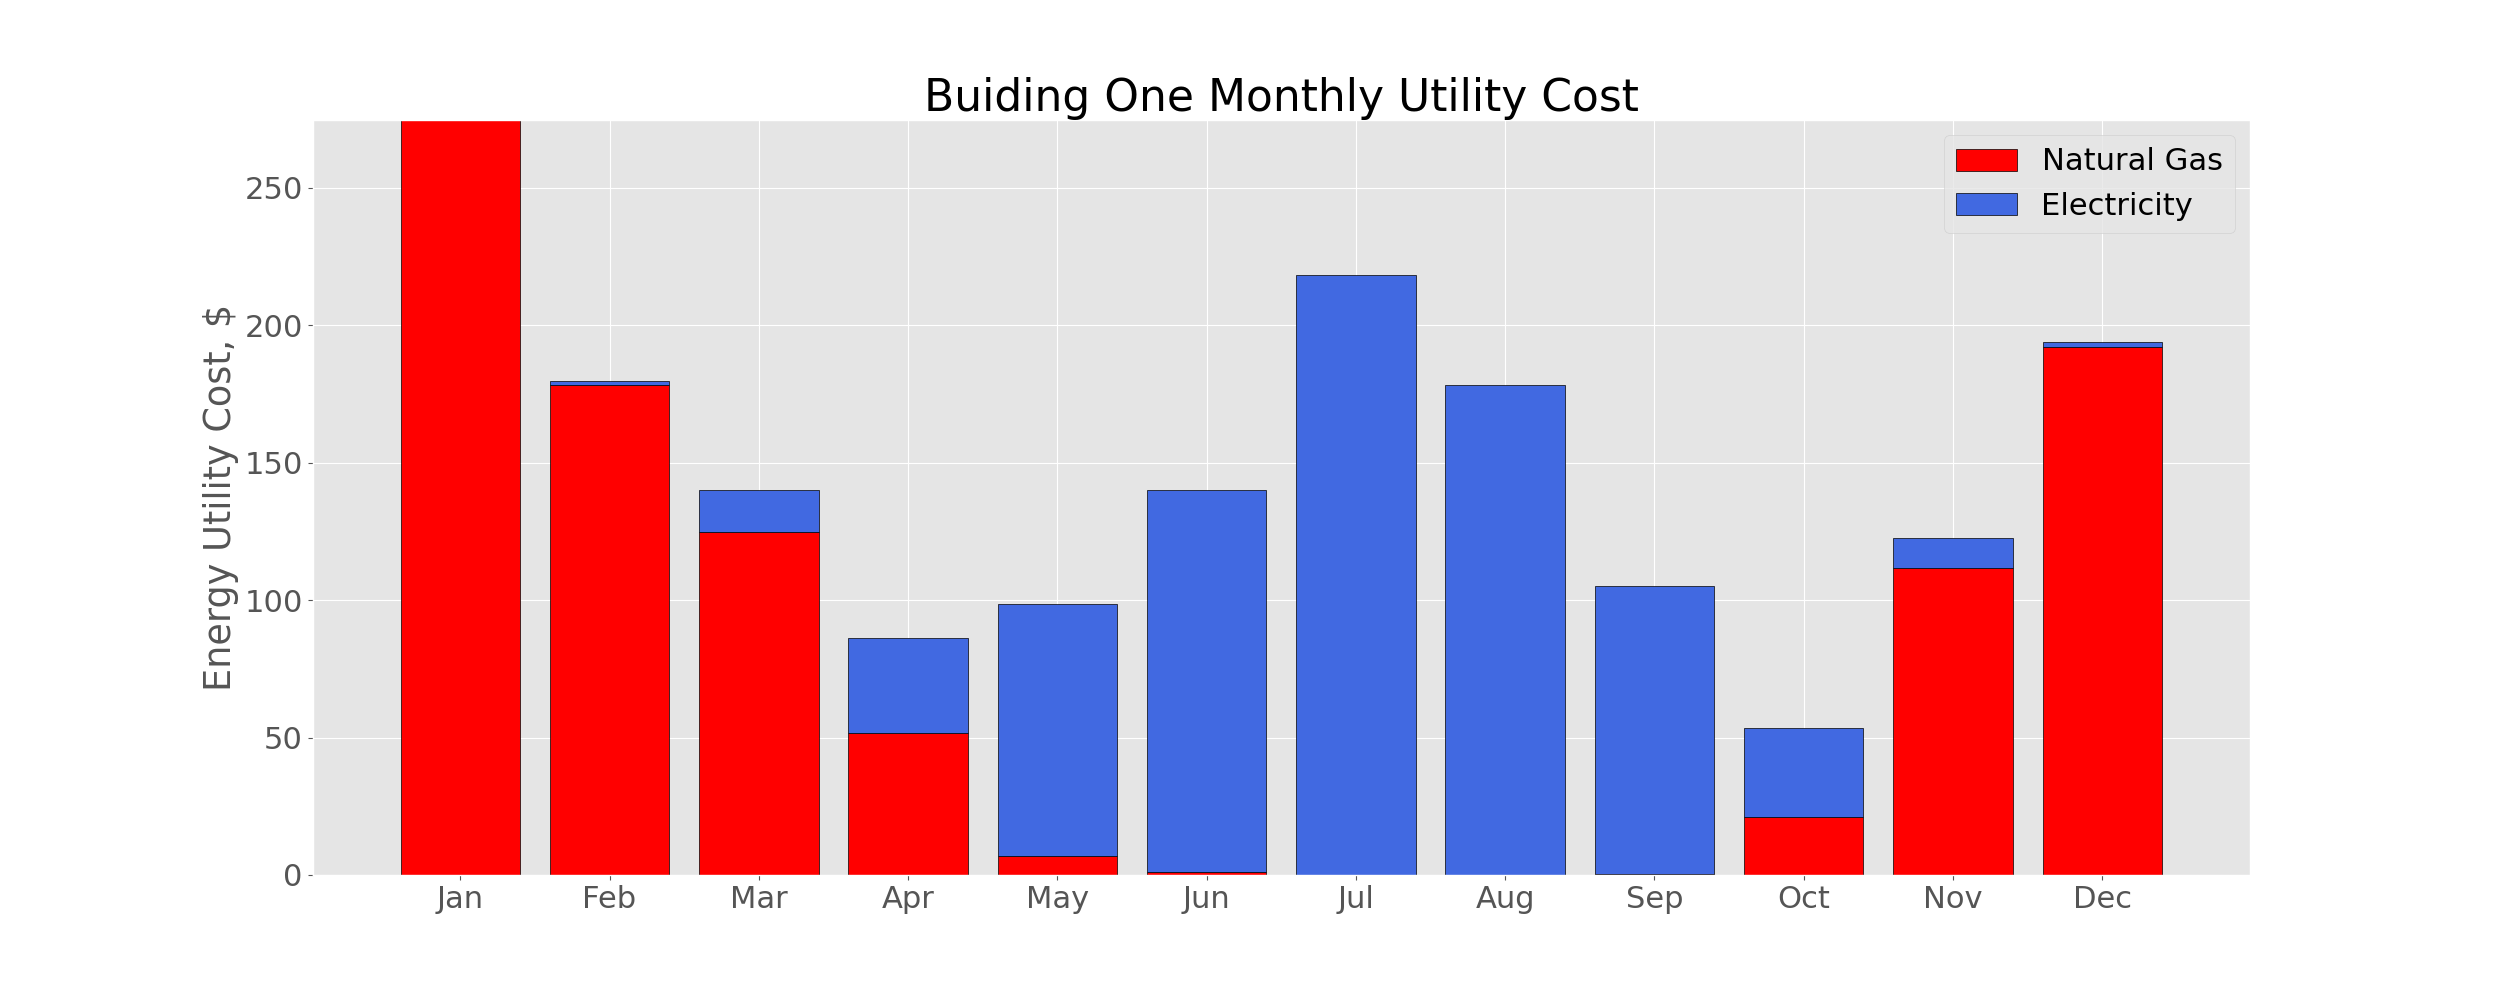 Buiding One Monthly Utility Cost
Natural Gas
Electricity
Energy Utility Cost, $
250
200
150
100
50
0
Jan Feb Mar Apr May Jun Jul Aug Sep Oct Nov Dec